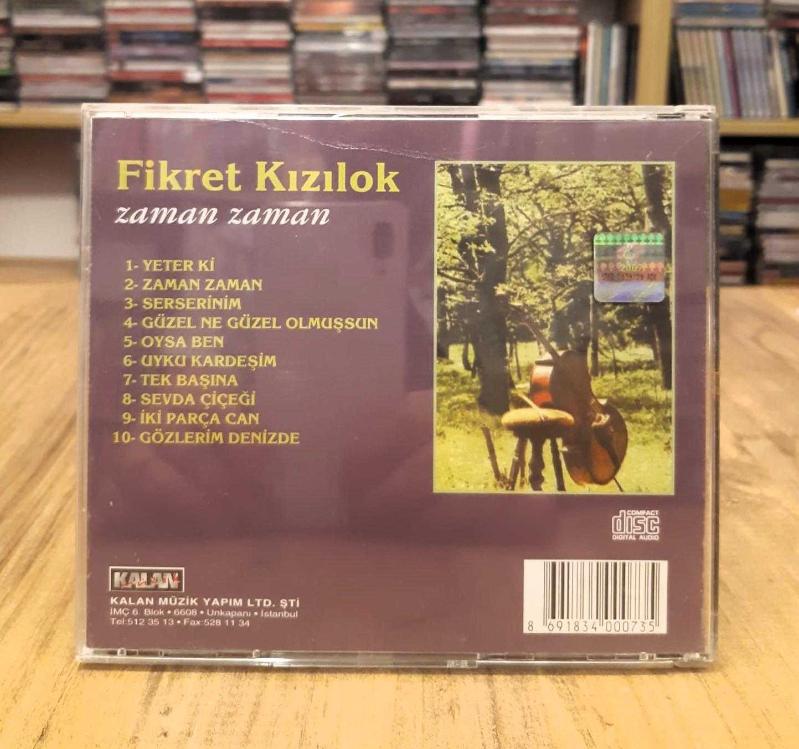 Fikret Kızılok
zaman zaman
1- YETER Kİ
2- ZAMAN ZAMAN
3- SERSERİNİM
4- GÜZEL NE GÜZEL OLMUŞSUN
5- OYSA BEN
6- UYKU KARDEŞİM
7- TEK BAŞINA
8- SEVDA ÇİÇEĞİ
9- İKİ PARÇA CAN
10- GÖZLERİM DENİZDE
COMPACT
disc
DIGITAL AUDIO
KALAN
KALAN MÜZİK YAPIM LTD. ŞTİ
İMÇ 6. Blok • 6608 • Unkapanı • İstanbul
Tel:512 35 13 • Fax:528 11 34
8 691834 000735